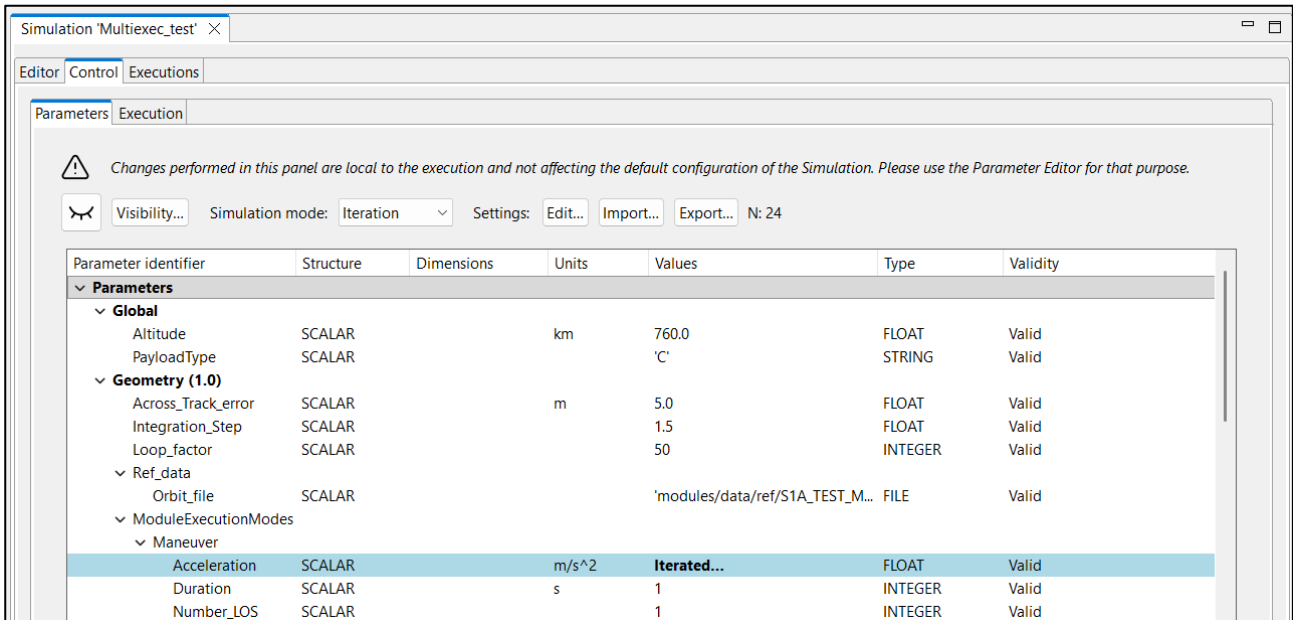 Simulation 'Multiexec_test'
Editor Control Executions
Parameters Execution
Changes performed in this panel are local to the execution and not affecting the default configuration of the Simulation. Please use the Parameter Editor for that purpose.
Visibility... Simulation mode: Iteration Settings: Edit... Import... Export... N: 24
Parameter identifier Structure Dimensions Units Values Type Validity
Parameters
Global
Altitude SCALAR km 760.0 FLOAT Valid
PayloadType SCALAR 'C' STRING Valid
Geometry (1.0)
Across_Track_error SCALAR m 5.0 FLOAT Valid
Integration_Step SCALAR 1.5 FLOAT Valid
Loop_factor SCALAR 50 INTEGER Valid
Ref_data
Orbit_file SCALAR 'modules/data/ref/S1A_TEST_M... FILE Valid
ModuleExecutionModes
Maneuver
Acceleration SCALAR m/s^2 Iterated... FLOAT Valid
Duration SCALAR s 1 INTEGER Valid
Number_LOS SCALAR 1 INTEGER Valid